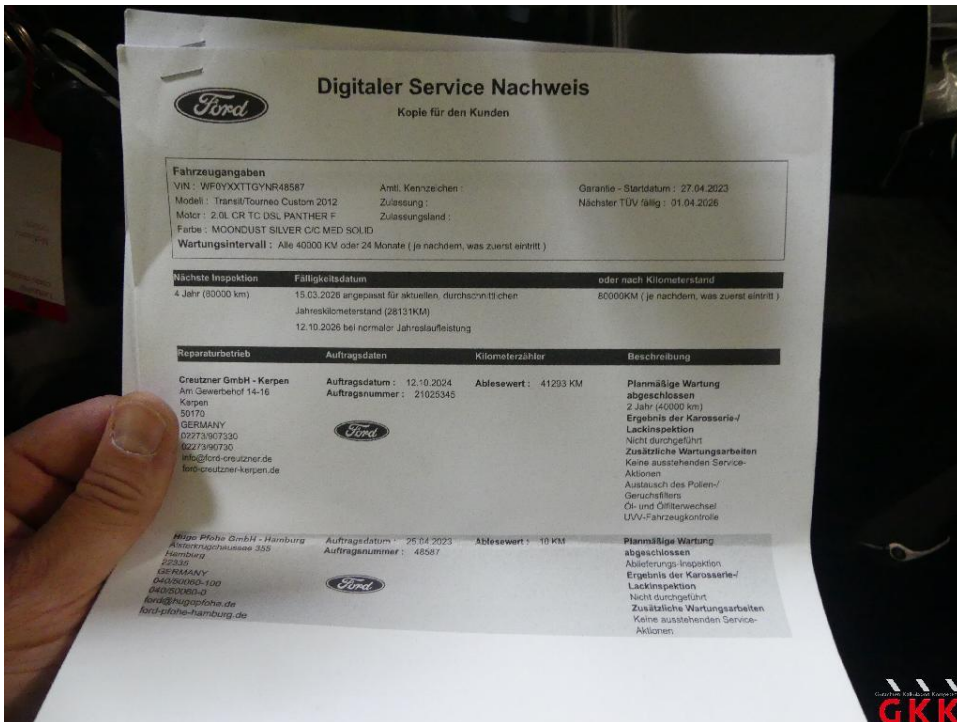 Ford
Digitaler Service Nachweis
Kopie für den Kunden
Fahrzeugangaben
VIN : WF0YXXTTGYNR48587
Amtl. Kennzeichen :
Garantie - Startdatum : 27.04.2023
Modell : Transit/Tourneo Custom 2012
Zulassung :
Nächster TÜV fällig : 01.04.2026
Motor : 2.0L CR TC DSL PANTHER F
Zulassungsland :
Farbe : MOONDUST SILVER C/C MED SOLID
Wartungsintervall : Alle 40000 KM oder 24 Monate ( je nachdem, was zuerst eintritt )
Nächste Inspektion
Fälligkeitsdatum
oder nach Kilometerstand
4 Jahr (80000 km)
15.03.2026 angepasst für aktuellen, durchschnittlichen
Jahreskilometerstand (28131KM)
12.10.2026 bei normaler Jahreslaufleistung
80000KM ( je nachdem, was zuerst eintritt )
Reparaturbetrieb
Auftragsdaten
Kilometerzähler
Beschreibung
Creutzner GmbH - Kerpen
Am Gewerbehof 14-16
Kerpen
50170
GERMANY
02273/907330
02273/90730
info@ford-creutzner.de
ford-creutzner-kerpen.de
Auftragsdatum : 12.10.2024
Auftragsnummer : 21025345
Ford
Ablesewert : 41293 KM
Planmäßige Wartung
abgeschlossen
2 Jahr (40000 km)
Ergebnis der Karosserie-/
Lackinspektion
Nicht durchgeführt
Zusätzliche Wartungsarbeiten
Keine ausstehenden Service-
Aktionen
Austausch des Pollen-/
Geruchsfilters
Öl- und Ölfilterwechsel
UVV-Fahrzeugkontrolle
Hugo Pfohe GmbH - Hamburg
Alsterkrugchaussee 355
Hamburg
22335
GERMANY
040/50060-100
040/50060-0
ford@hugopfohe.de
ford-pfohe-hamburg.de
Auftragsdatum : 25.04.2023
Auftragsnummer : 48587
Ford
Ablesewert : 10 KM
Planmäßige Wartung
abgeschlossen
Ablieferungs-Inspektion
Ergebnis der Karosserie-/
Lackinspektion
Nicht durchgeführt
Zusätzliche Wartungsarbeiten
Keine ausstehenden Service-
Aktionen
GKK